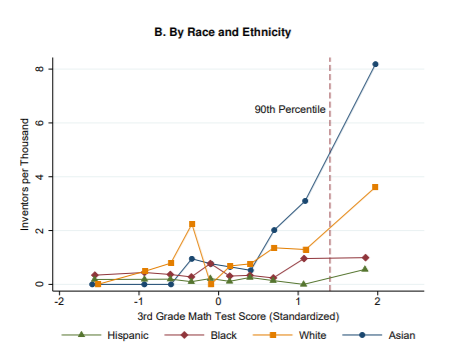 B. By Race and Ethnicity
8
6
4
2
0
Inventors per Thousand
90th Percentile
-2 -1 0 1 2
3rd Grade Math Test Score (Standardized)
Hispanic Black White Asian